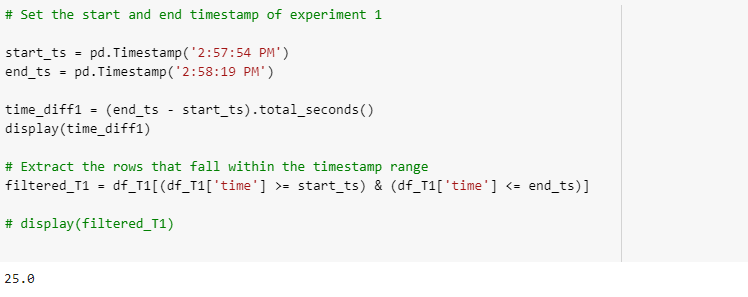 # Set the start and end timestamp of experiment 1
start_ts = pd.Timestamp('2:57:54 PM')
end_ts = pd.Timestamp('2:58:19 PM')
time_diff1 = (end_ts - start_ts).total_seconds()
display(time_diff1)
# Extract the rows that fall within the timestamp range
filtered_T1 = df_T1[(df_T1['time'] >= start_ts) & (df_T1['time'] <= end_ts)]
# display(filtered_T1)
25.0